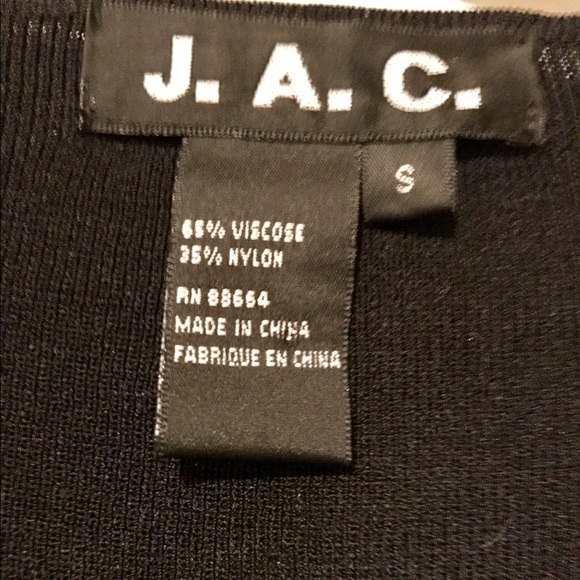 J. A. C.
S
65% VISCOSE
35% NYLON
RN 88664
MADE IN CHINA
FABRIQUE EN CHINA